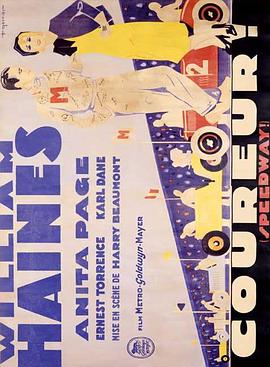 WILLIAM
HAINES
ANITA PAGE
ERNEST TORRENCE
KARL DANE
MISE EN SCÈNE DE HARRY BEAUMONT
FILM METRO-Goldwyn-MAYER
M
COUREUR!
(SPEEDWAY!)